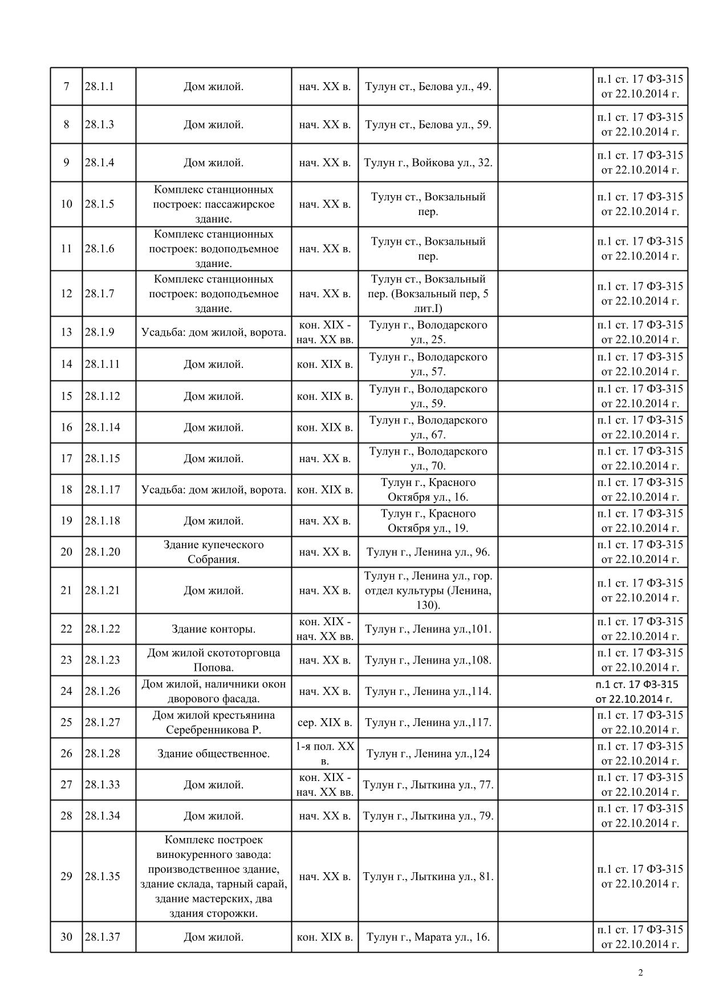 7 28.1.1 Дом жилой. нач. XX в. Тулун ст., Белова ул., 49. п.1 ст. 17 ФЗ-315
от 22.10.2014 г.
8 28.1.3 Дом жилой. нач. XX в. Тулун ст., Белова ул., 59. п.1 ст. 17 ФЗ-315
от 22.10.2014 г.
9 28.1.4 Дом жилой. нач. XX в. Тулун г., Войкова ул., 32. п.1 ст. 17 ФЗ-315
от 22.10.2014 г.
10 28.1.5 Комплекс станционных
построек: пассажирское
здание.
нач. XX в. Тулун ст., Вокзальный
пер.
п.1 ст. 17 ФЗ-315
от 22.10.2014 г.
11 28.1.6 Комплекс станционных
построек: водоподъемное
здание.
нач. XX в. Тулун ст., Вокзальный
пер.
п.1 ст. 17 ФЗ-315
от 22.10.2014 г.
12 28.1.7 Комплекс станционных
построек: водоподъемное
здание.
нач. XX в. Тулун ст., Вокзальный
пер. (Вокзальный пер, 5
лит.I)
п.1 ст. 17 ФЗ-315
от 22.10.2014 г.
13 28.1.9 Усадьба: дом жилой, ворота. кон. XIX -
нач. XX вв.
Тулун г., Володарского
ул., 25.
п.1 ст. 17 ФЗ-315
от 22.10.2014 г.
14 28.1.11 Дом жилой. кон. XIX в. Тулун г., Володарского
ул., 57.
п.1 ст. 17 ФЗ-315
от 22.10.2014 г.
15 28.1.12 Дом жилой. кон. XIX в. Тулун г., Володарского
ул., 59.
п.1 ст. 17 ФЗ-315
от 22.10.2014 г.
16 28.1.14 Дом жилой. кон. XIX в. Тулун г., Володарского
ул., 67.
п.1 ст. 17 ФЗ-315
от 22.10.2014 г.
17 28.1.15 Дом жилой. нач. XX в. Тулун г., Володарского
ул., 70.
п.1 ст. 17 ФЗ-315
от 22.10.2014 г.
18 28.1.17 Усадьба: дом жилой, ворота. кон. XIX в. Тулун г., Красного
Октября ул., 16.
п.1 ст. 17 ФЗ-315
от 22.10.2014 г.
19 28.1.18 Дом жилой. нач. XX в. Тулун г., Красного
Октября ул., 19.
п.1 ст. 17 ФЗ-315
от 22.10.2014 г.
20 28.1.20 Здание купеческого
Собрания.
нач. XX в. Тулун г., Ленина ул., 96. п.1 ст. 17 ФЗ-315
от 22.10.2014 г.
21 28.1.21 Дом жилой. нач. XX в. Тулун г., Ленина ул., гор.
отдел культуры (Ленина,
130).
п.1 ст. 17 ФЗ-315
от 22.10.2014 г.
22 28.1.22 Здание конторы. кон. XIX -
нач. XX вв.
Тулун г., Ленина ул.,101. п.1 ст. 17 ФЗ-315
от 22.10.2014 г.
23 28.1.23 Дом жилой скототорговца
Попова.
нач. XX в. Тулун г., Ленина ул.,108. п.1 ст. 17 ФЗ-315
от 22.10.2014 г.
24 28.1.26 Дом жилой, наличники окон
дворового фасада.
нач. XX в. Тулун г., Ленина ул.,114. п.1 ст. 17 ФЗ-315
от 22.10.2014 г.
25 28.1.27 Дом жилой крестьянина
Серебренникова Р.
сер. XIX в. Тулун г., Ленина ул.,117. п.1 ст. 17 ФЗ-315
от 22.10.2014 г.
26 28.1.28 Здание общественное. 1-я пол. XX
в.
Тулун г., Ленина ул.,124 п.1 ст. 17 ФЗ-315
от 22.10.2014 г.
27 28.1.33 Дом жилой. кон. XIX -
нач. XX вв.
Тулун г., Лыткина ул., 77. п.1 ст. 17 ФЗ-315
от 22.10.2014 г.
28 28.1.34 Дом жилой. нач. XX в. Тулун г., Лыткина ул., 79. п.1 ст. 17 ФЗ-315
от 22.10.2014 г.
29 28.1.35 Комплекс построек
винокуренного завода:
производственное здание,
здание склада, тарный сарай,
здание мастерских, два
здания сторожки.
нач. XX в. Тулун г., Лыткина ул., 81. п.1 ст. 17 ФЗ-315
от 22.10.2014 г.
30 28.1.37 Дом жилой. кон. XIX в. Тулун г., Марата ул., 16. п.1 ст. 17 ФЗ-315
от 22.10.2014 г.
2